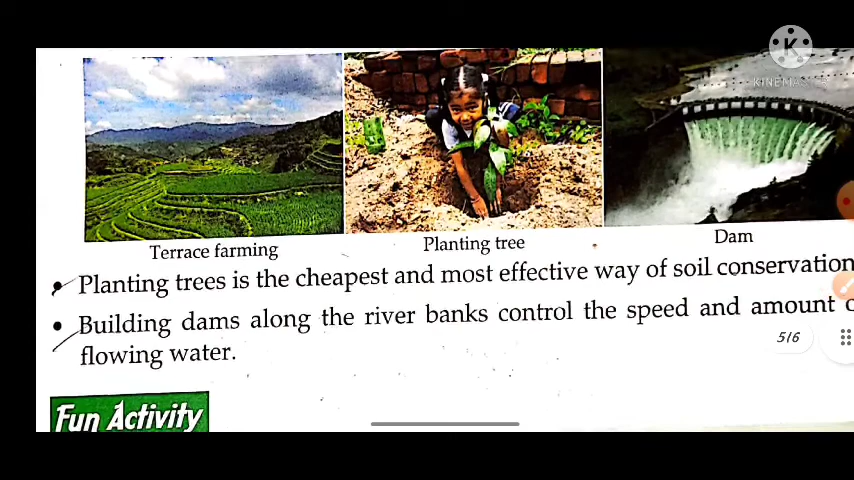 K
KINEMASTER
Terrace farming
Planting tree
Dam
• Planting trees is the cheapest and most effective way of soil conservation
• Building dams along the river banks control the speed and amount
flowing water.
5/6
Fun Activity